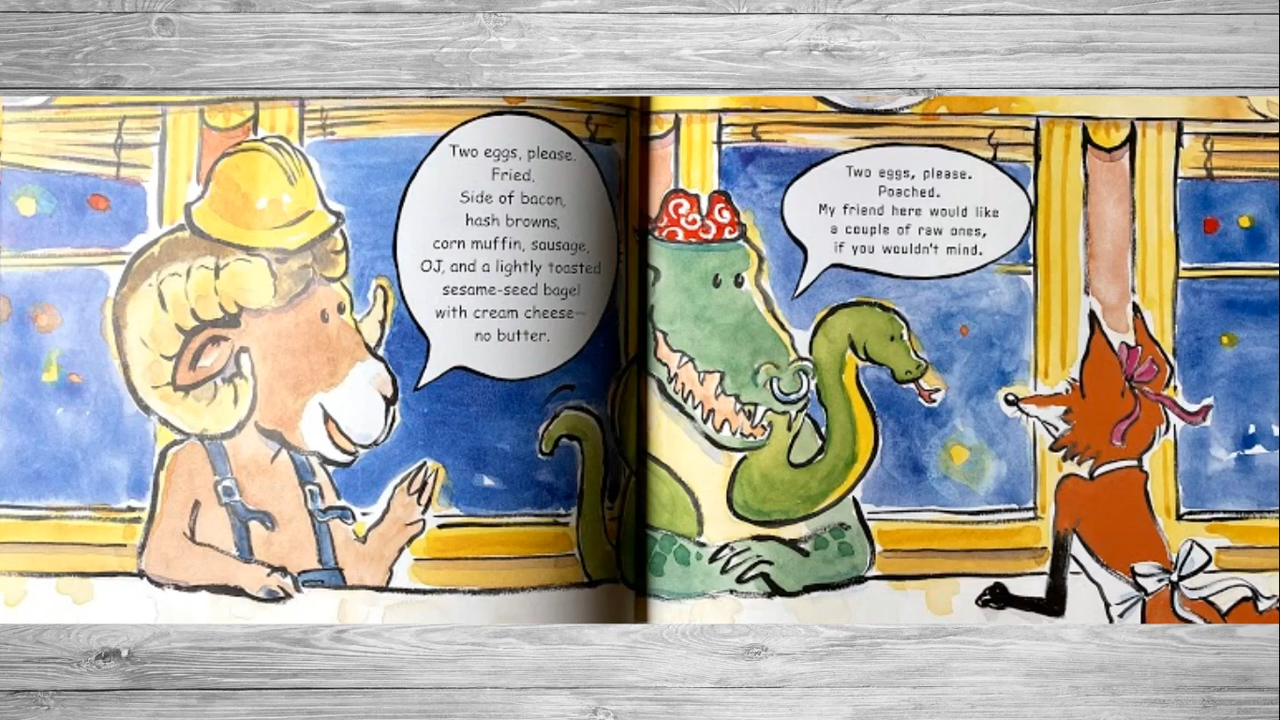 Two eggs, please.
Fried.
Side of bacon,
hash browns,
corn muffin, sausage,
OJ, and a lightly toasted
sesame-seed bagel
with cream cheese—
no butter.
Two eggs, please.
Poached.
My friend here would like
a couple of raw ones,
if you wouldn't mind.